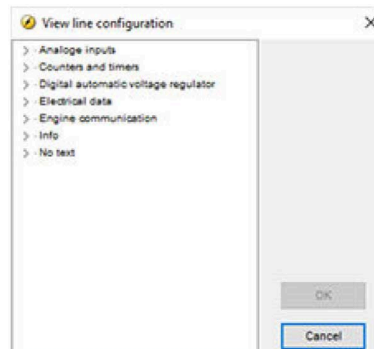 View line configuration
Analoge inputs
Counters and timers
Digital automatic voltage regulator
Electrical data
Engine communication
Info
No text
OK
Cancel